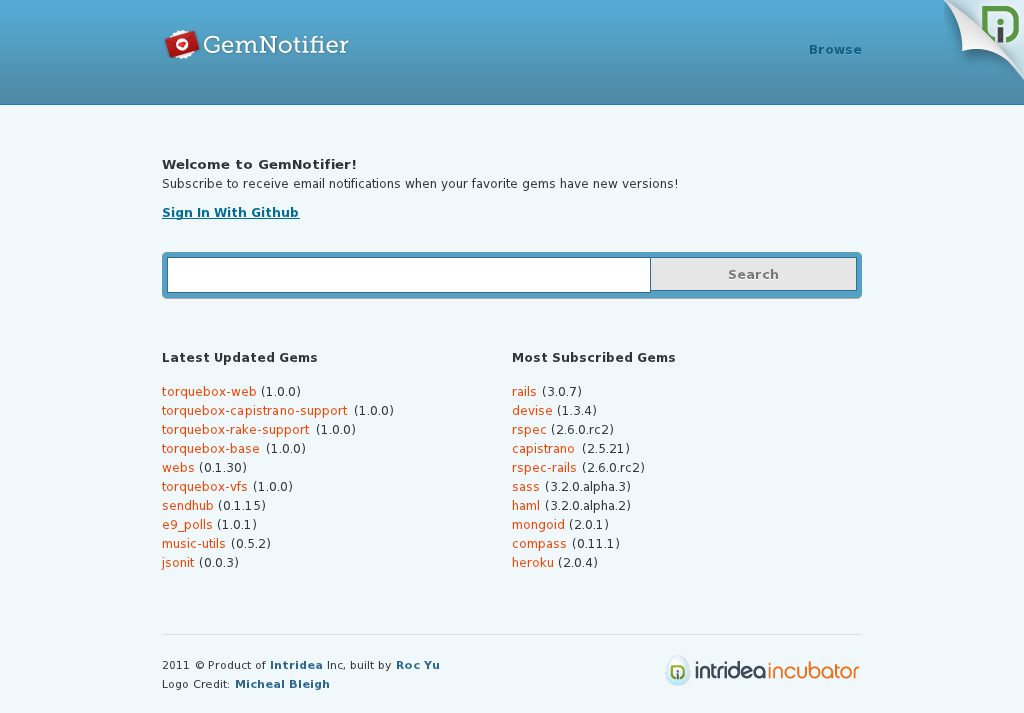 GemNotifier
Browse
Welcome to GemNotifier!
Subscribe to receive email notifications when your favorite gems have new versions!
Sign In With Github
Search
Latest Updated Gems
torquebox-web (1.0.0)
torquebox-capistrano-support (1.0.0)
torquebox-rake-support (1.0.0)
torquebox-base (1.0.0)
webs (0.1.30)
torquebox-vfs (1.0.0)
sendhub (0.1.15)
e9_polls (1.0.1)
music-utils (0.5.2)
jsonit (0.0.3)
Most Subscribed Gems
rails (3.0.7)
devise (1.3.4)
rspec (2.6.0.rc2)
capistrano (2.5.21)
rspec-rails (2.6.0.rc2)
sass (3.2.0.alpha.3)
haml (3.2.0.alpha.2)
mongoid (2.0.1)
compass (0.11.1)
heroku (2.0.4)
2011 © Product of Intridea Inc, built by Roc Yu
Logo Credit: Micheal Bleigh
intrideaincubator